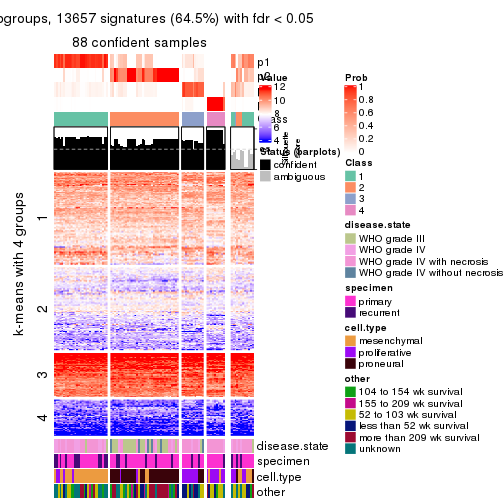 ogroups, 13657 signatures (64.5%) with fdr < 0.05
88 confident samples
p1
Value
12
10
8
6
4
Prob
1
0.8
0.6
0.4
0.2
0
Status (barplots)
confident
ambiguous
Silhouette
score
Class
1
2
3
4
disease.state
WHO grade III
WHO grade IV
WHO grade IV with necrosis
WHO grade IV without necrosis
specimen
primary
recurrent
cell.type
mesenchymal
proliferative
proneural
other
104 to 154 wk survival
155 to 209 wk survival
52 to 103 wk survival
less than 52 wk survival
more than 209 wk survival
unknown
k-means with 4 groups
1
2
3
4
disease.state
specimen
cell.type
other